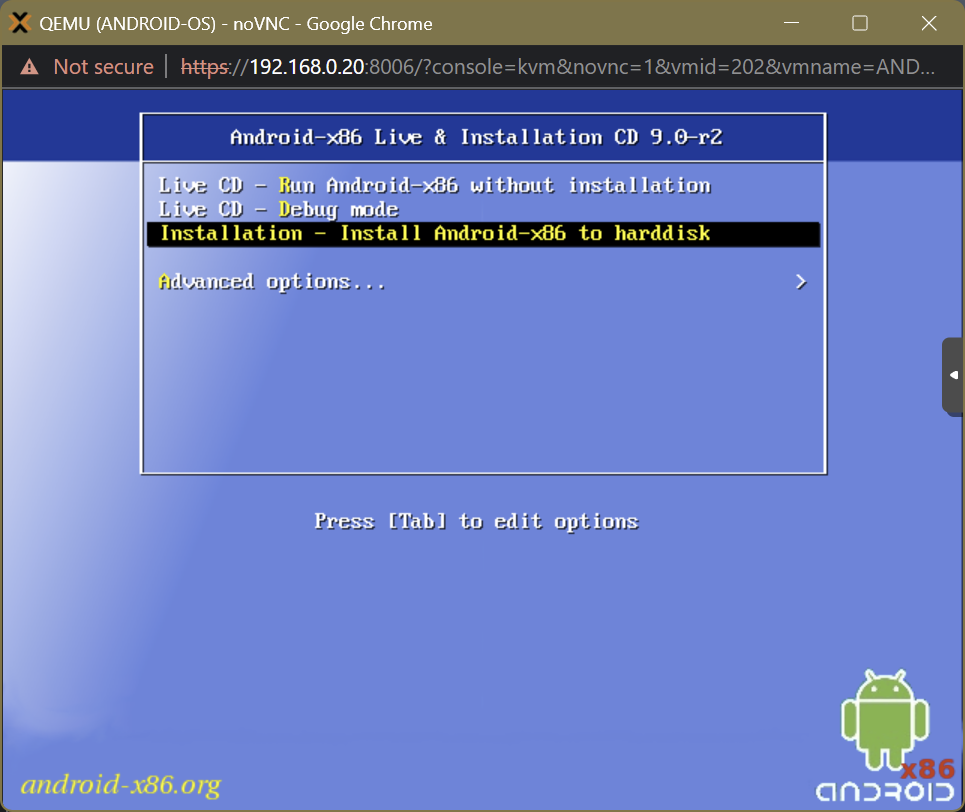 QEMU (ANDROID-OS) - noVNC - Google Chrome
Not secure | https://192.168.0.20:8006/?console=kvm&novnc=1&vmid=202&vmname=AND...
Android-x86 Live & Installation CD 9.0-r2
Live CD - Run Android-x86 without installation
Live CD - Debug mode
Installation - Install Android-x86 to harddisk
Advanced options... >
Press [Tab] to edit options
android-x86.org
x86
ANDROID